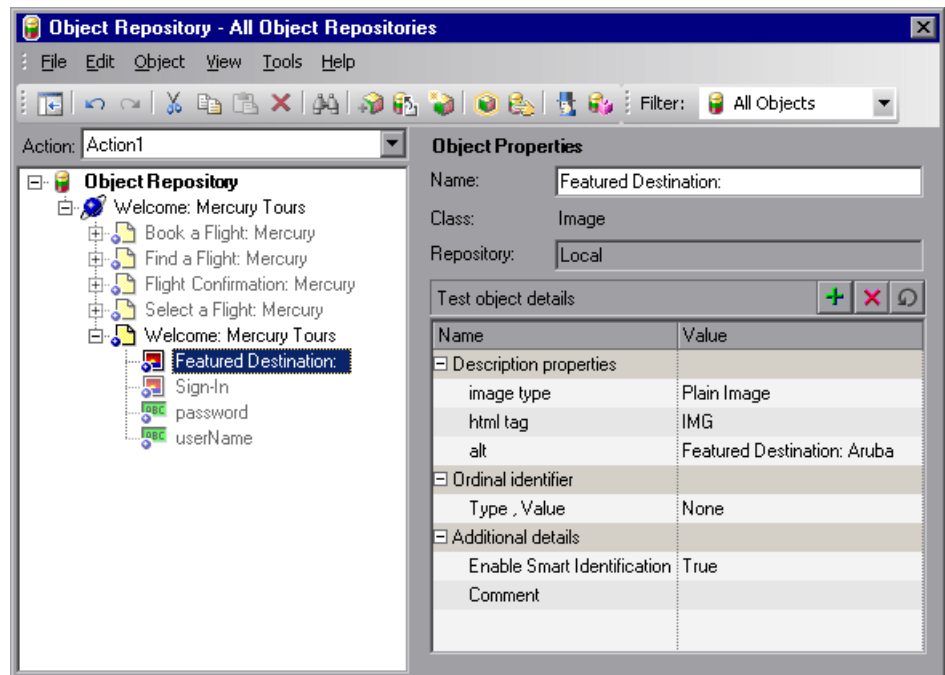 Object Repository - All Object Repositories
File Edit Object View Tools Help
Filter: All Objects
Action: Action1
Object Repository
Welcome: Mercury Tours
Book a Flight: Mercury
Find a Flight: Mercury
Flight Confirmation: Mercury
Select a Flight: Mercury
Welcome: Mercury Tours
Featured Destination:
Sign-In
ABC password
ABC userName
Object Properties
Name: Featured Destination:
Class: Image
Repository: Local
Test object details
Name Value
Description properties
image type Plain Image
html tag IMG
alt Featured Destination: Aruba
Ordinal identifier
Type , Value None
Additional details
Enable Smart Identification True
Comment